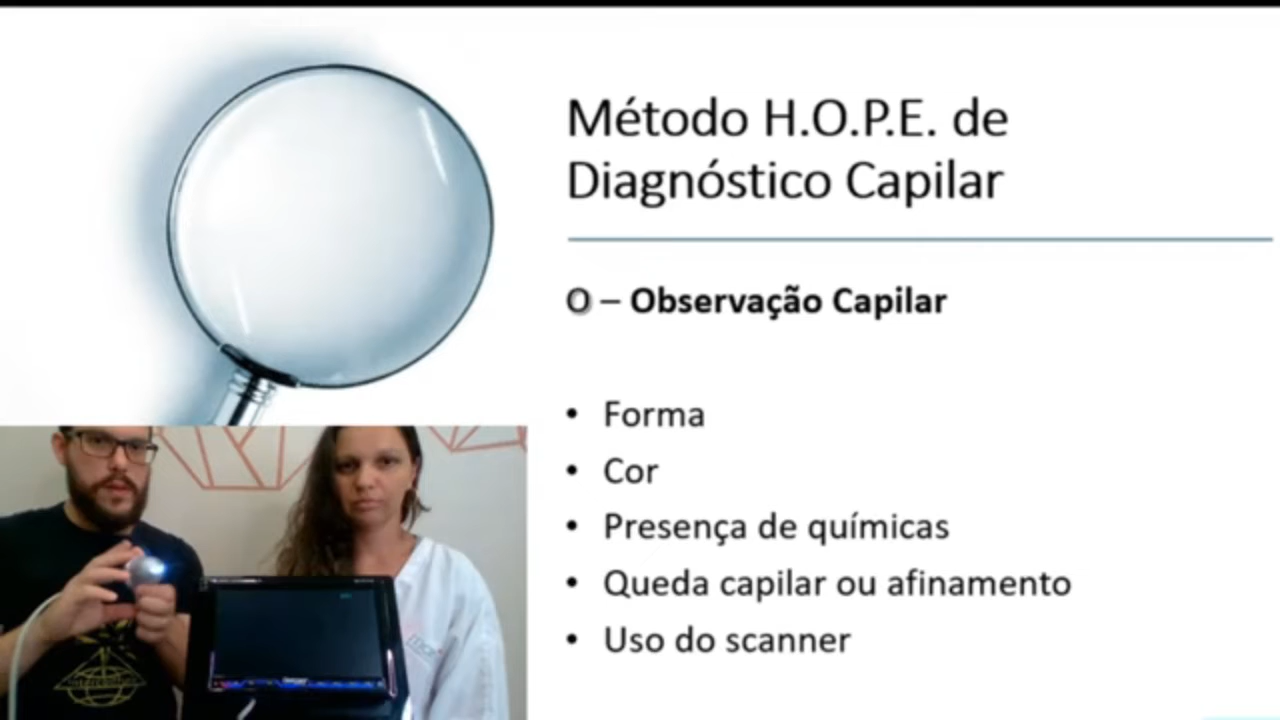 Método H.O.P.E. de
Diagnóstico Capilar
O – Observação Capilar
• Forma
• Cor
• Presença de químicas
• Queda capilar ou afinamento
• Uso do scanner